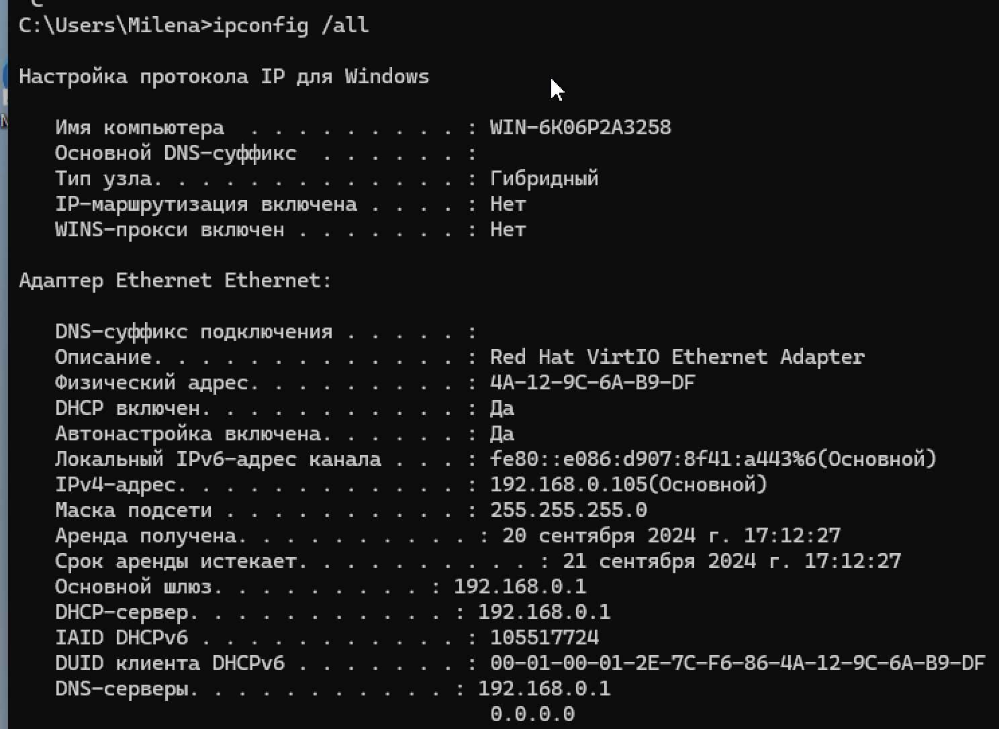 C:\Users\Milena>ipconfig /all
Настройка протокола IP для Windows
Имя компьютера  . . . . . . . . . : WIN-6K06P2A3258
Основной DNS-суффикс  . . . . . . :
Тип узла. . . . . . . . . . . . . : Гибридный
IP-маршрутизация включена . . . . : Нет
WINS-прокси включен . . . . . . . : Нет
Адаптер Ethernet Ethernet:
DNS-суффикс подключения . . . . . :
Описание. . . . . . . . . . . . . : Red Hat VirtIO Ethernet Adapter
Физический адрес. . . . . . . . . : 4A-12-9C-6A-B9-DF
DHCP включен. . . . . . . . . . . : Да
Автонастройка включена. . . . . . : Да
Локальный IPv6-адрес канала . . . : fe80::e086:d907:8f41:a443%6(Основной)
IPv4-адрес. . . . . . . . . . . . : 192.168.0.105(Основной)
Маска подсети . . . . . . . . . . : 255.255.255.0
Аренда получена. . . . . . . . . . : 20 сентября 2024 г. 17:12:27
Срок аренды истекает. . . . . . . . . . : 21 сентября 2024 г. 17:12:27
Основной шлюз. . . . . . . . . : 192.168.0.1
DHCP-сервер. . . . . . . . . . . : 192.168.0.1
IAID DHCPv6 . . . . . . . . . . . : 105517724
DUID клиента DHCPv6 . . . . . . . : 00-01-00-01-2E-7C-F6-86-4A-12-9C-6A-B9-DF
DNS-серверы. . . . . . . . . . . : 192.168.0.1
0.0.0.0